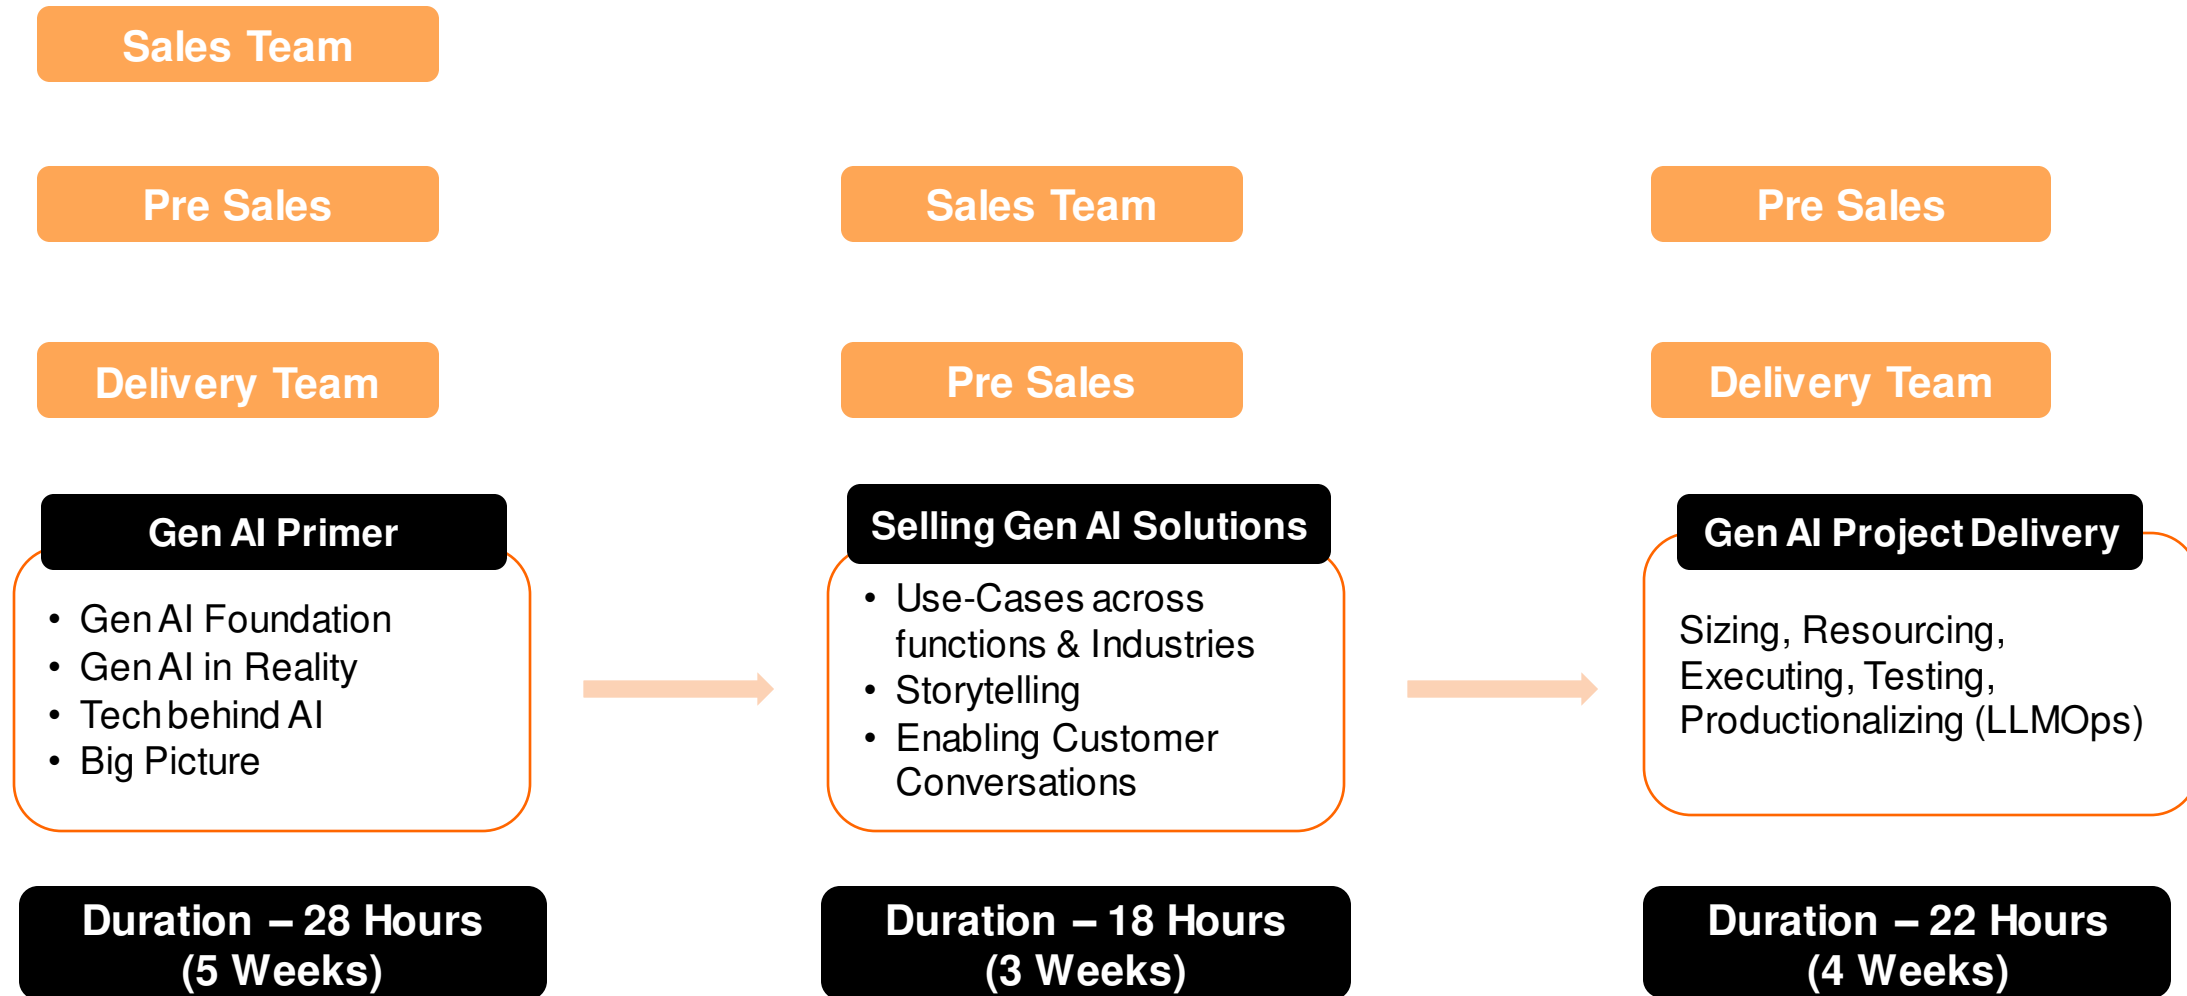 Sales Team
Pre Sales
Delivery Team
Gen AI Primer
• Gen AI Foundation
• Gen AI in Reality
• Tech behind AI
• Big Picture
Duration – 28 Hours
(5 Weeks)
Sales Team
Pre Sales
Selling Gen AI Solutions
• Use-Cases across
functions & Industries
• Storytelling
• Enabling Customer
Conversations
Duration – 18 Hours
(3 Weeks)
Pre Sales
Delivery Team
Gen AI Project Delivery
Sizing, Resourcing,
Executing, Testing,
Productionalizing (LLMOps)
Duration – 22 Hours
(4 Weeks)